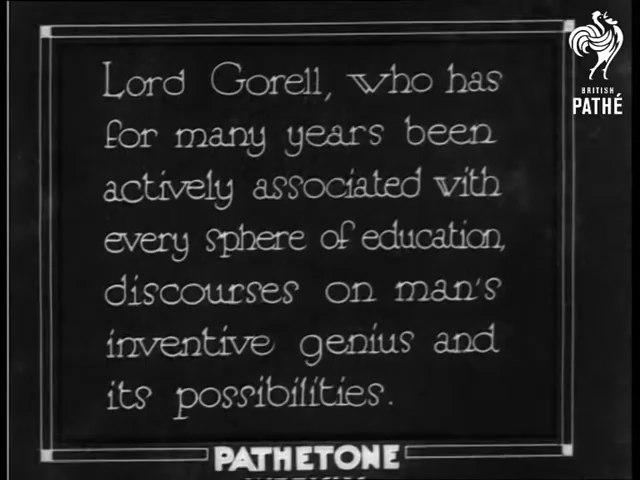 Lord Gorell, who has
for many years been
actively associated with
every sphere of education,
discourses on man's
inventive genius and
its possibilities.
PATHETONE
BRITISH
PATHÉ